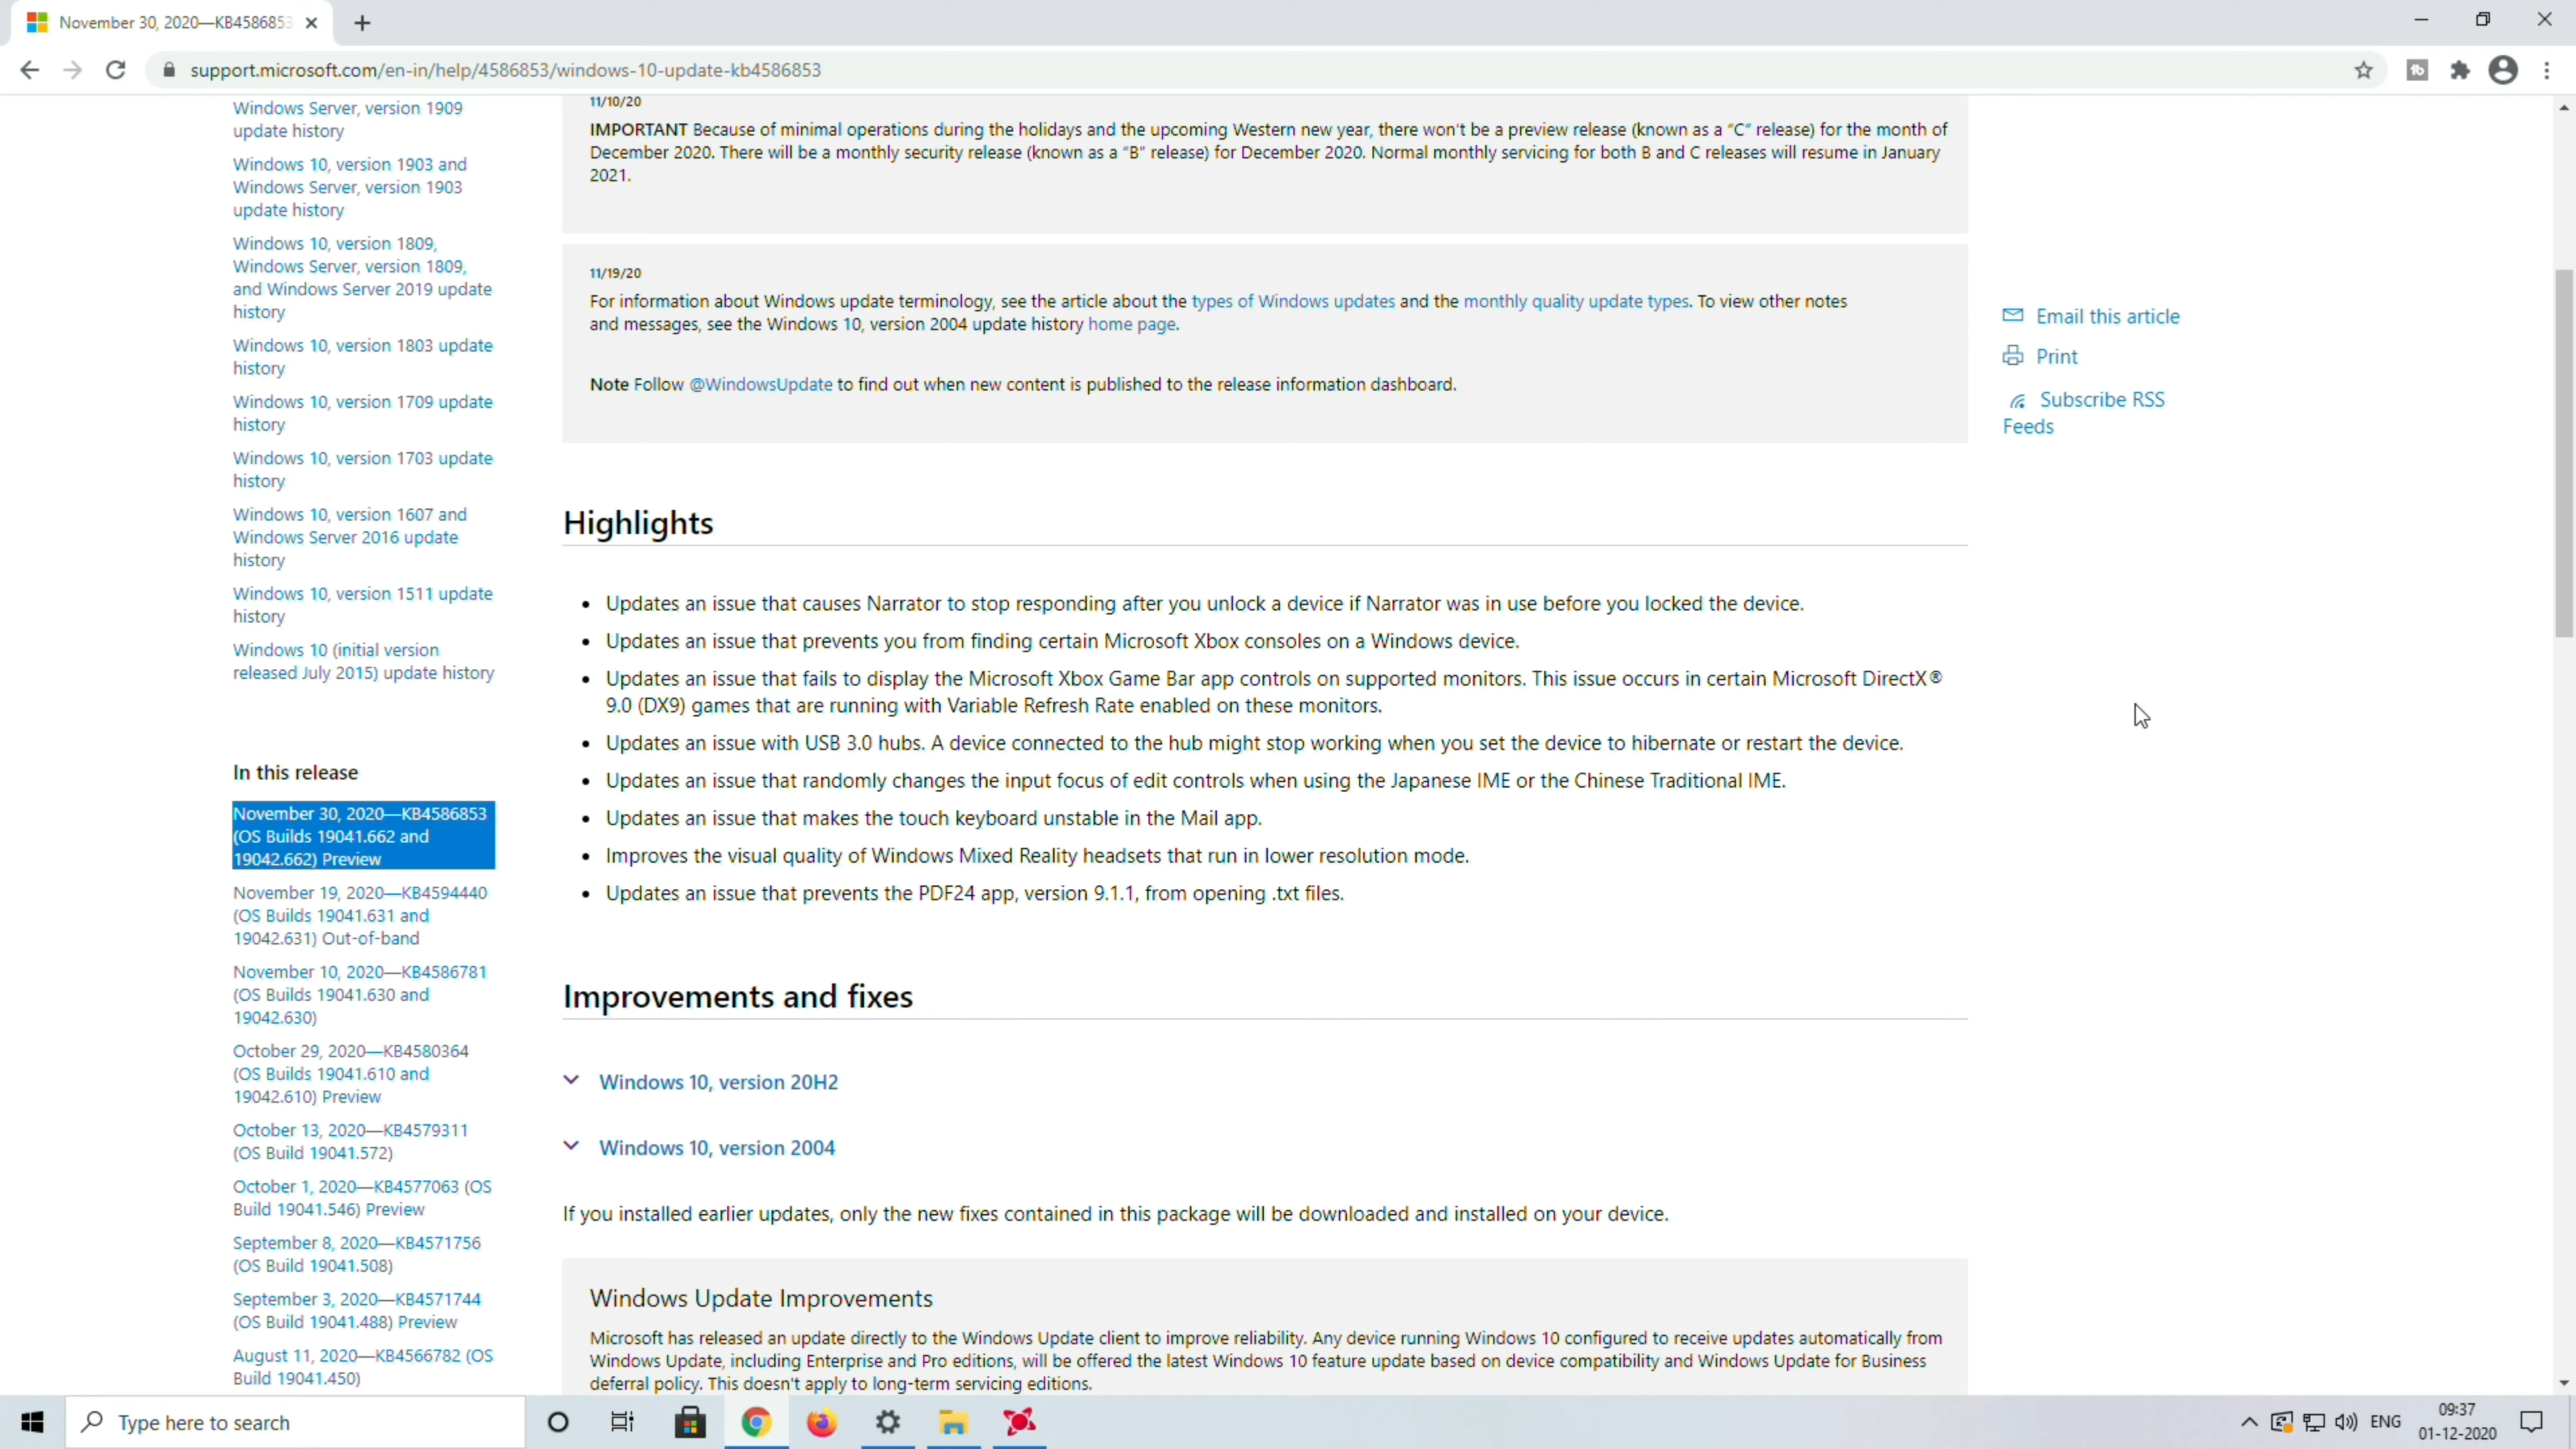 November 30, 2020—KB4586853
support.microsoft.com/en-in/help/4586853/windows-10-update-kb4586853
Windows Server, version 1909
update history
Windows 10, version 1903 and
Windows Server, version 1903
update history
Windows 10, version 1809,
Windows Server, version 1809,
and Windows Server 2019 update
history
Windows 10, version 1803 update
history
Windows 10, version 1709 update
history
Windows 10, version 1703 update
history
Windows 10, version 1607 and
Windows Server 2016 update
history
Windows 10, version 1511 update
history
Windows 10 (initial version
released July 2015) update history
In this release
November 30, 2020—KB4586853
(OS Builds 19041.662 and
19042.662) Preview
November 19, 2020—KB4594440
(OS Builds 19041.631 and
19042.631) Out-of-band
November 10, 2020—KB4586781
(OS Builds 19041.630 and
19042.630)
October 29, 2020—KB4580364
(OS Builds 19041.610 and
19042.610) Preview
October 13, 2020—KB4579311
(OS Build 19041.572)
October 1, 2020—KB4577063 (OS
Build 19041.546) Preview
September 8, 2020—KB4571756
(OS Build 19041.508)
September 3, 2020—KB4571744
(OS Build 19041.488) Preview
August 11, 2020—KB4566782 (OS
Build 19041.450)
11/10/20
IMPORTANT Because of minimal operations during the holidays and the upcoming Western new year, there won't be a preview release (known as a “C” release) for the month of
December 2020. There will be a monthly security release (known as a “B” release) for December 2020. Normal monthly servicing for both B and C releases will resume in January
2021.
11/19/20
For information about Windows update terminology, see the article about the types of Windows updates and the monthly quality update types. To view other notes
and messages, see the Windows 10, version 2004 update history home page.
Note Follow @WindowsUpdate to find out when new content is published to the release information dashboard.
Highlights
• Updates an issue that causes Narrator to stop responding after you unlock a device if Narrator was in use before you locked the device.
• Updates an issue that prevents you from finding certain Microsoft Xbox consoles on a Windows device.
• Updates an issue that fails to display the Microsoft Xbox Game Bar app controls on supported monitors. This issue occurs in certain Microsoft DirectX®
9.0 (DX9) games that are running with Variable Refresh Rate enabled on these monitors.
• Updates an issue with USB 3.0 hubs. A device connected to the hub might stop working when you set the device to hibernate or restart the device.
• Updates an issue that randomly changes the input focus of edit controls when using the Japanese IME or the Chinese Traditional IME.
• Updates an issue that makes the touch keyboard unstable in the Mail app.
• Improves the visual quality of Windows Mixed Reality headsets that run in lower resolution mode.
• Updates an issue that prevents the PDF24 app, version 9.1.1, from opening .txt files.
Improvements and fixes
Windows 10, version 20H2
Windows 10, version 2004
If you installed earlier updates, only the new fixes contained in this package will be downloaded and installed on your device.
Windows Update Improvements
Microsoft has released an update directly to the Windows Update client to improve reliability. Any device running Windows 10 configured to receive updates automatically from
Windows Update, including Enterprise and Pro editions, will be offered the latest Windows 10 feature update based on device compatibility and Windows Update for Business
deferral policy. This doesn't apply to long-term servicing editions.
Email this article
Print
Subscribe RSS
Feeds
Type here to search
ENG
09:37
01-12-2020